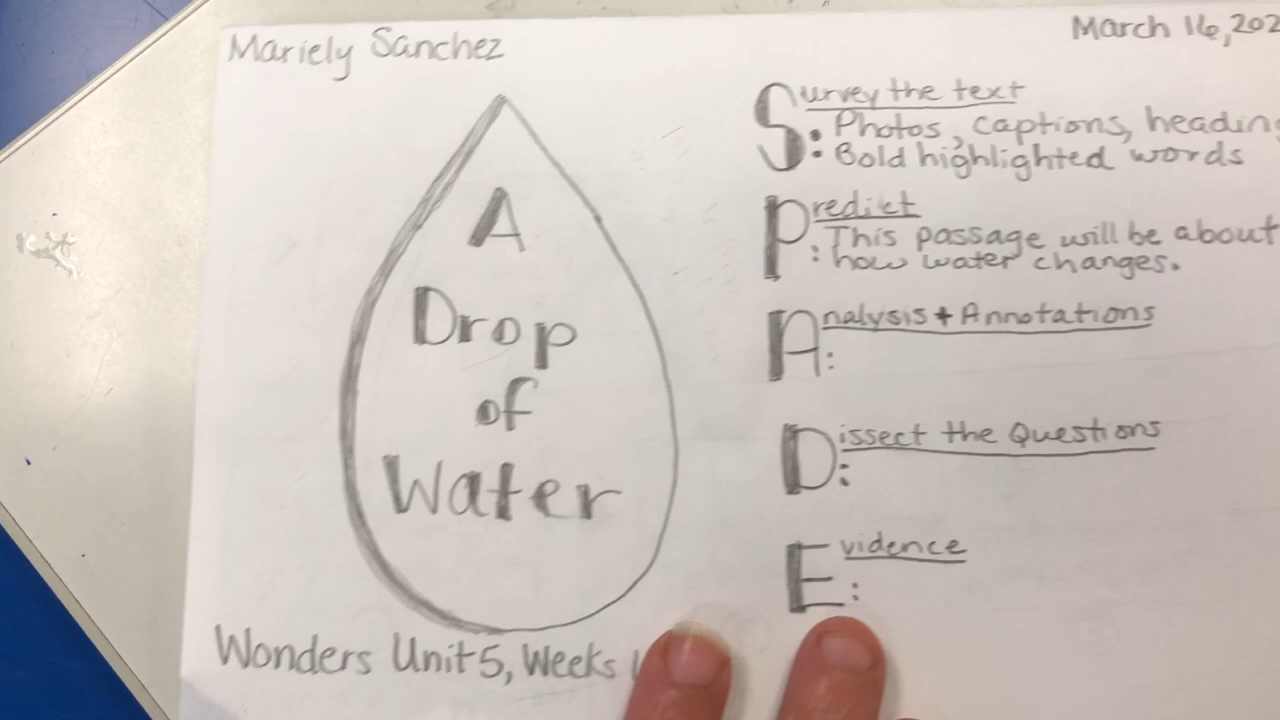 Mariely Sanchez
March 16, 202
A
Drop
of
Water
Wonders Unit 5, Weeks
Survey the text
: Photos, captions, heading
: Bold highlighted words
Predict
: This passage will be about
: how water changes.
Analysis + Annotations
:
Dissect the Questions
:
Evidence
: